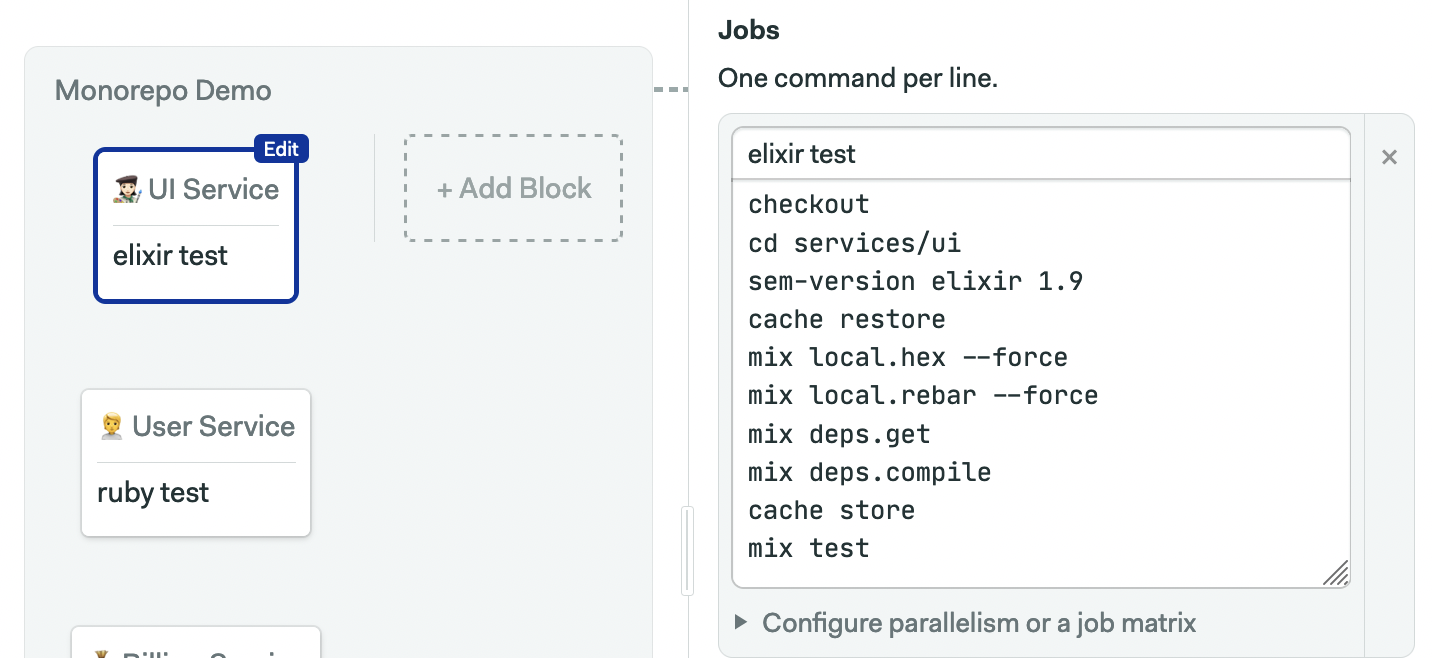 Monorepo Demo
Edit
UI Service
elixir test
+ Add Block
User Service
ruby test
Jobs
One command per line.
elixir test
checkout
cd services/ui
sem-version elixir 1.9
cache restore
mix local.hex --force
mix local.rebar --force
mix deps.get
mix deps.compile
cache store
mix test
Configure parallelism or a job matrix